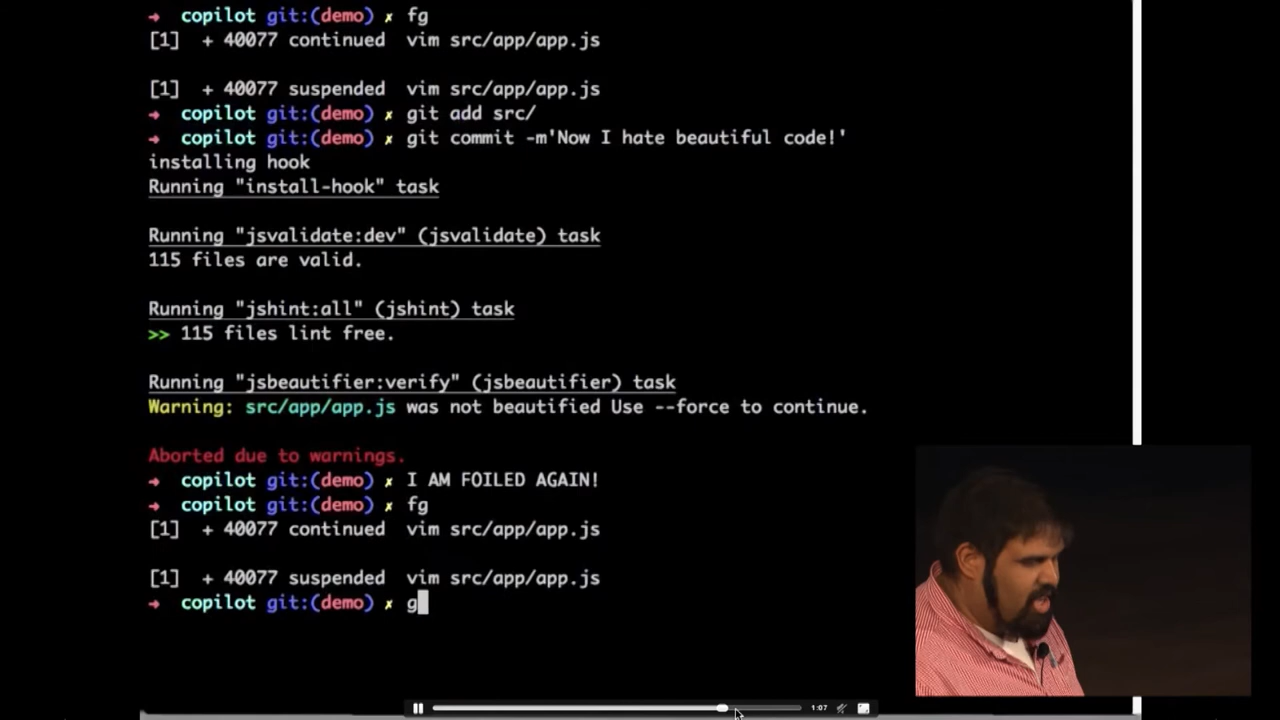 → copilot git:(demo) ✗ fg
[1] + 40077 continued vim src/app/app.js
[1] + 40077 suspended vim src/app/app.js
→ copilot git:(demo) ✗ git add src/
→ copilot git:(demo) ✗ git commit -m'Now I hate beautiful code!'
installing hook
Running "install-hook" task
Running "jsvalidate:dev" (jsvalidate) task
115 files are valid.
Running "jshint:all" (jshint) task
>> 115 files lint free.
Running "jsbeautifier:verify" (jsbeautifier) task
Warning: src/app/app.js was not beautified Use --force to continue.
Aborted due to warnings.
→ copilot git:(demo) ✗ I AM FOILED AGAIN!
→ copilot git:(demo) ✗ fg
[1] + 40077 continued vim src/app/app.js
[1] + 40077 suspended vim src/app/app.js
→ copilot git:(demo) ✗ g
1:07